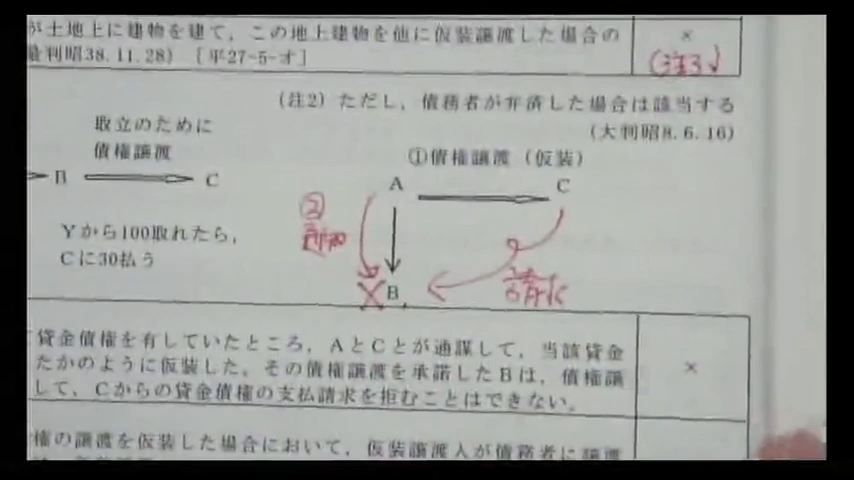 が土地上に建物を建て，この地上建物を他に仮装譲渡した場合の
最判昭38.11.28）［平27-5-オ］
×
(注3)
（注2）ただし，債務者が弁済した場合は該当する
（大判昭8.6.16）
取立のために
債権譲渡
B
C
Yから100取れたら，
Cに30払う
①債権譲渡（仮装）
A
C
②
通知
B
請求
貸金債権を有していたところ，AとCとが通謀して，当該貸金
たかのように仮装した。その債権譲渡を承諾したBは，債権譲
して，Cからの貸金債権の支払請求を拒むことはできない。
×
権の譲渡を仮装した場合において，仮装譲渡人が債務者に譲渡